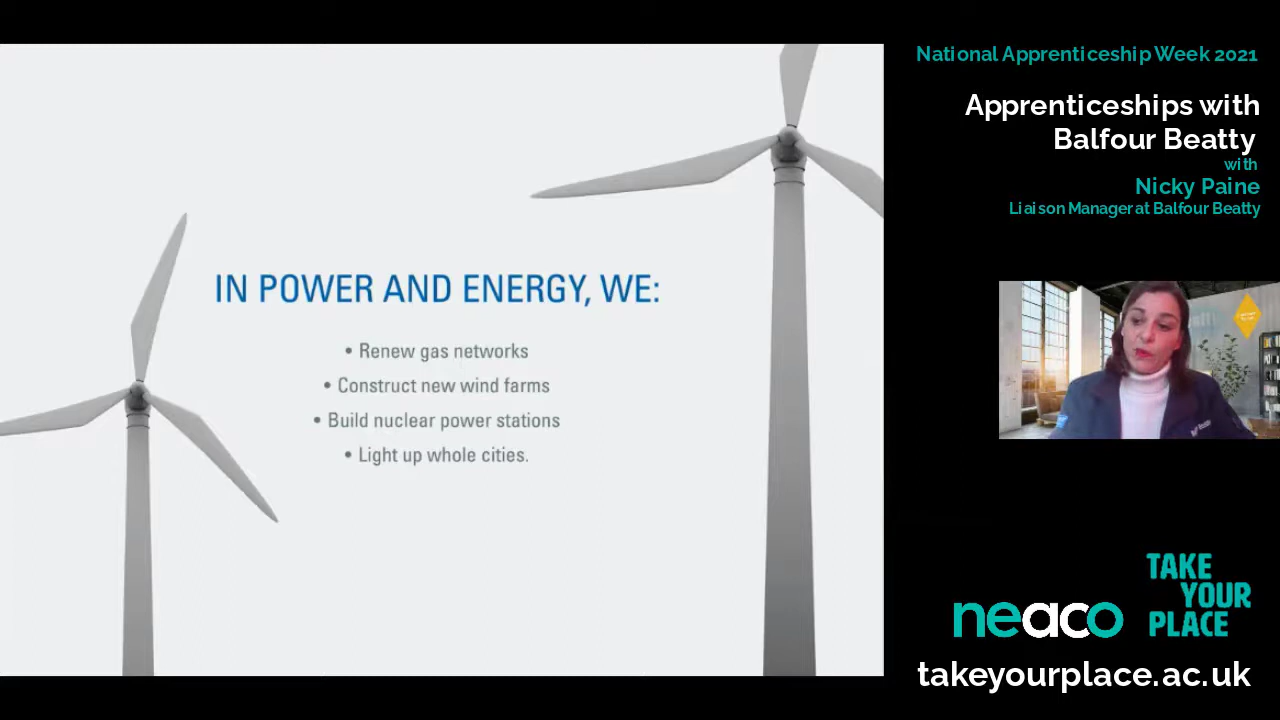 IN POWER AND ENERGY, WE:
• Renew gas networks
• Construct new wind farms
• Build nuclear power stations
• Light up whole cities.
National Apprenticeship Week 2021
Apprenticeships with
Balfour Beatty
with
Nicky Paine
Liaison Manager at Balfour Beatty
neaco
TAKE
YOUR
PLACE
takeyourplace.ac.uk